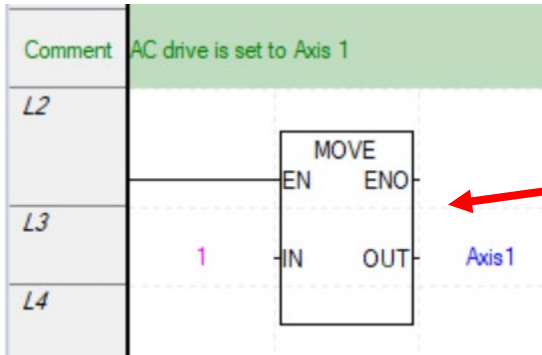 Comment AC drive is set to Axis 1
L2
MOVE
EN ENO
L3
1 IN OUT Axis1
L4